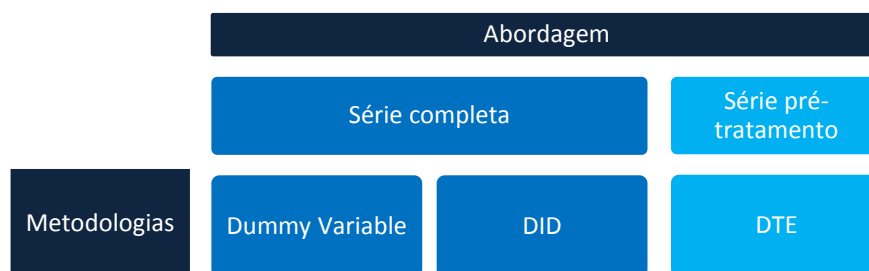 Abordagem
Série completa
Série pré-
tratamento
Metodologias
Dummy Variable
DID
DTE